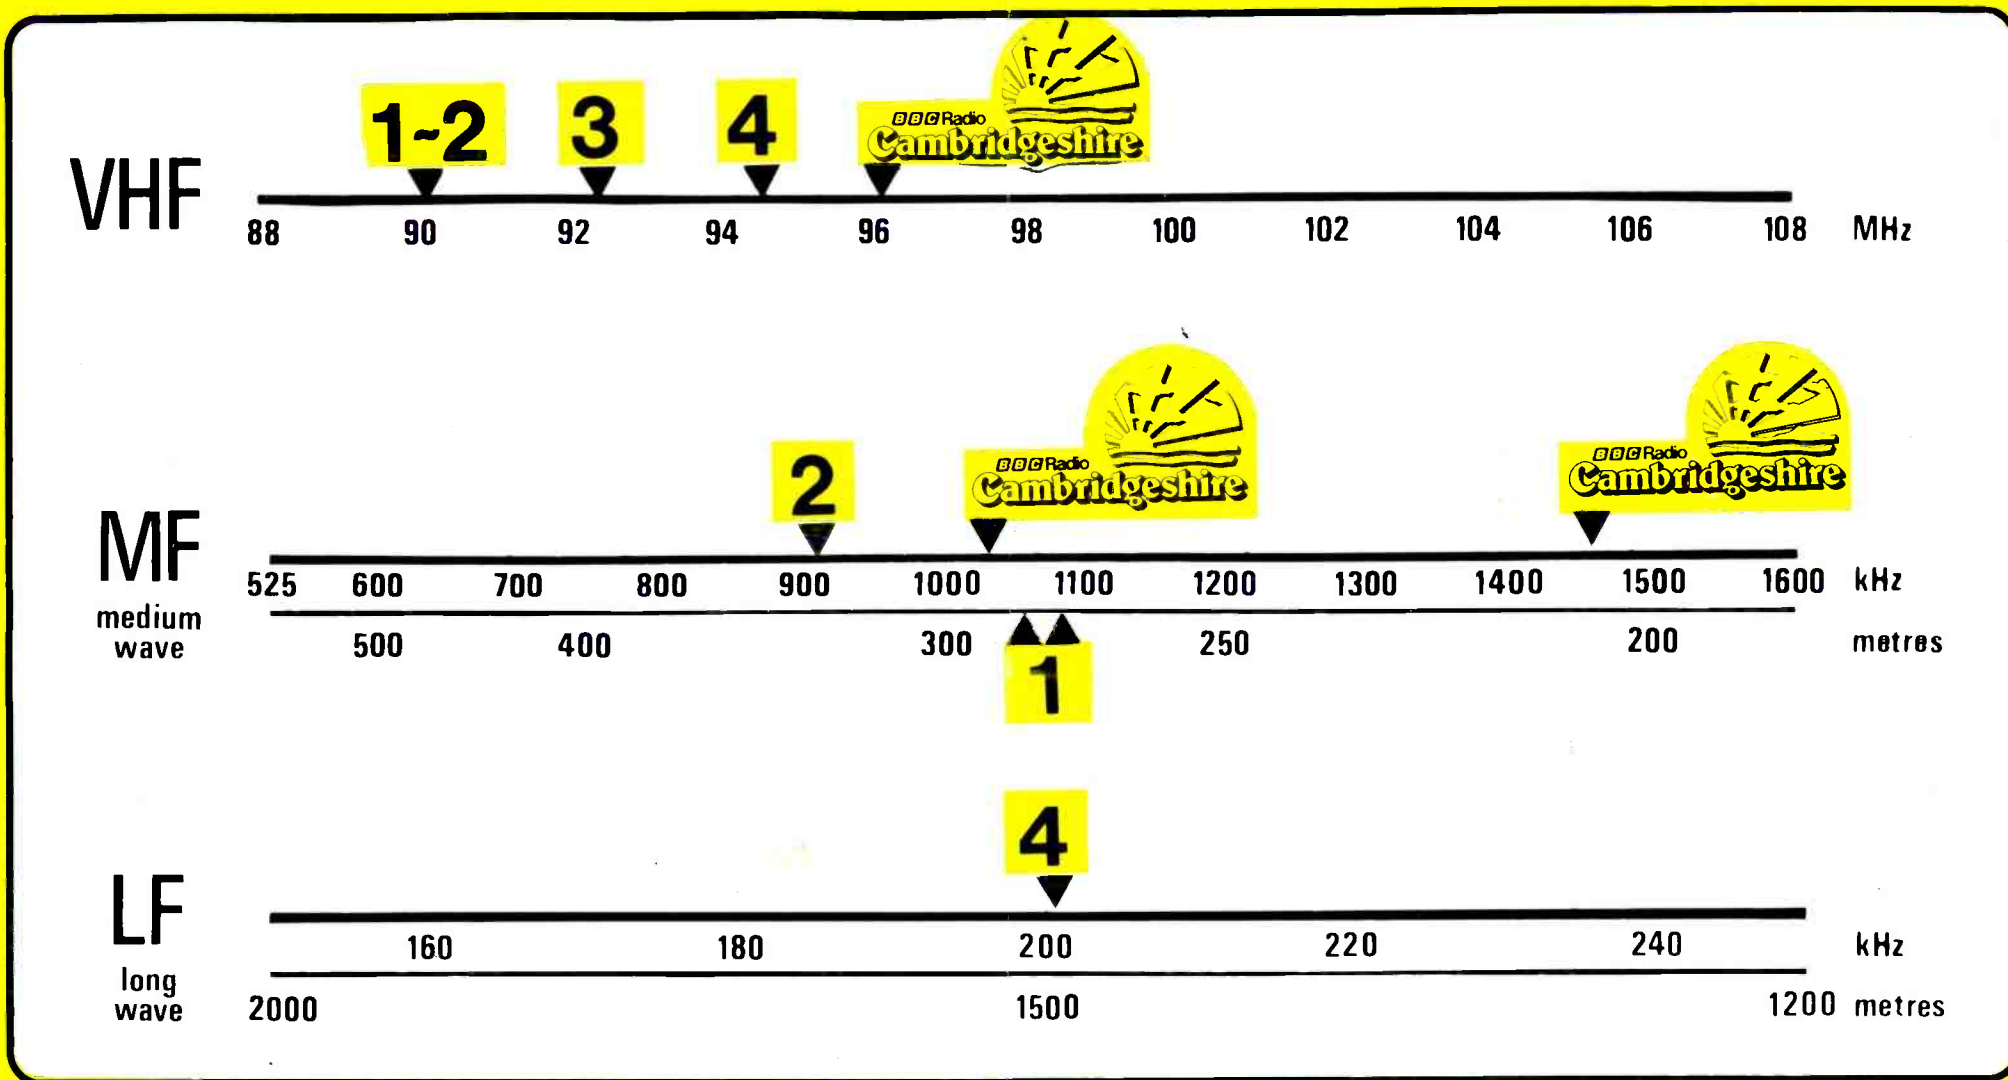 1~2 3 4 BBC Radio Cambridgeshire
VHF
88 90 92 94 96 98 100 102 104 106 108 MHz
2 BBC Radio Cambridgeshire BBC Radio Cambridgeshire
MF
525 600 700 800 900 1000 1100 1200 1300 1400 1500 1600 kHz
medium
wave
500 400 300 250 200 metres
1
4
LF
160 180 200 220 240 kHz
long
wave
2000 1500 1200 metres